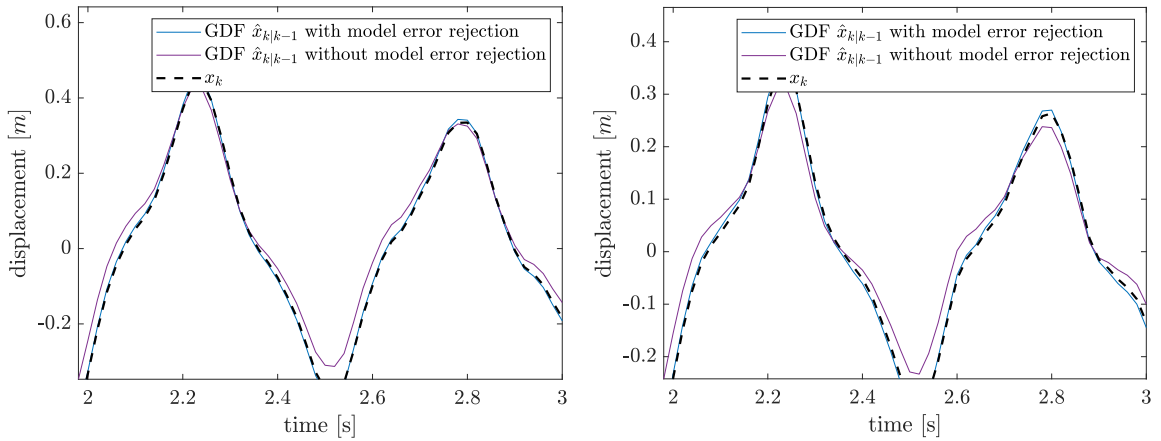 0.6
0.4
0.2
0
-0.2
displacement [m]
GDF x̂_{k|k−1} with model error rejection
GDF x̂_{k|k−1} without model error rejection
x_k
2
2.2
2.4
2.6
2.8
3
time [s]
0.4
0.3
0.2
0.1
0
-0.1
-0.2
displacement [m]
GDF x̂_{k|k−1} with model error rejection
GDF x̂_{k|k−1} without model error rejection
x_k
2
2.2
2.4
2.6
2.8
3
time [s]